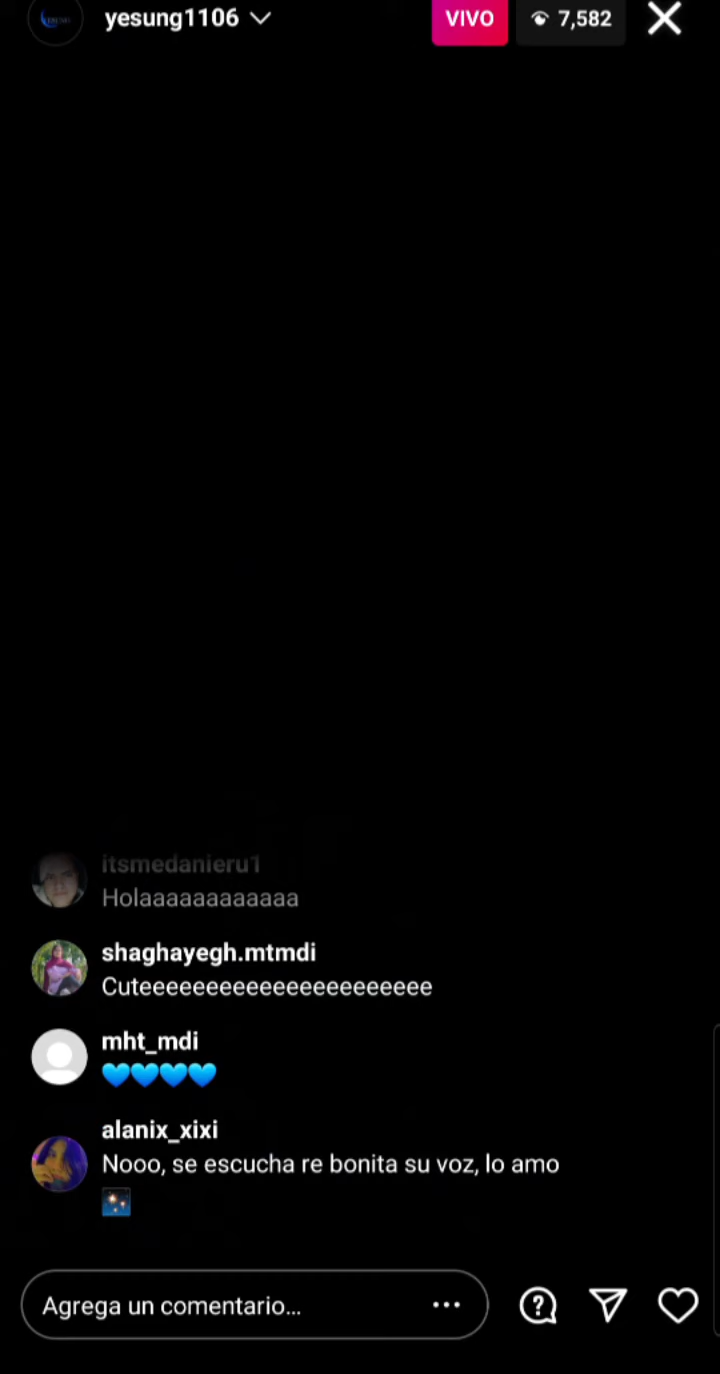 yesung1106
VIVO
7,582
itsmedanieru1
Holaaaaaaaaaaaaa
shaghayegh.mtmdi
Cuteeeeeeeeeeeeeeeeeeeeee
mht_mdi
💙💙💙💙
alanix_xixi
Nooo, se escucha re bonita su voz, lo amo
🎇
Agrega un comentario...